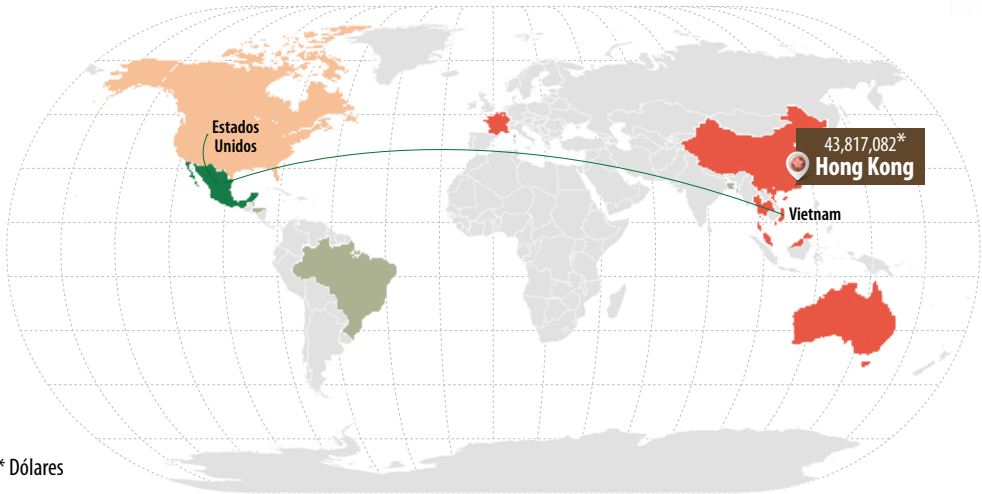 Estados
Unidos
43,817,082*
Hong Kong
Vietnam
* Dólares